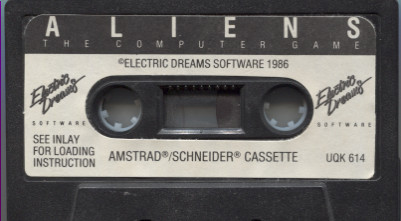 ALIENS
THE COMPUTER GAME
©ELECTRIC DREAMS SOFTWARE 1986
Electric Dreams
SOFTWARE
Electric Dreams
SOFTWARE
SEE INLAY
FOR LOADING
INSTRUCTION
AMSTRAD®/SCHNEIDER® CASSETTE
UQK 614